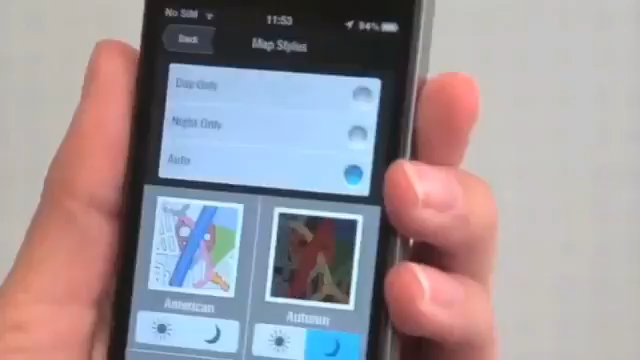 No SIM 11:53 94%
Back Map Styles
Day Only
Night Only
Auto
American Autumn